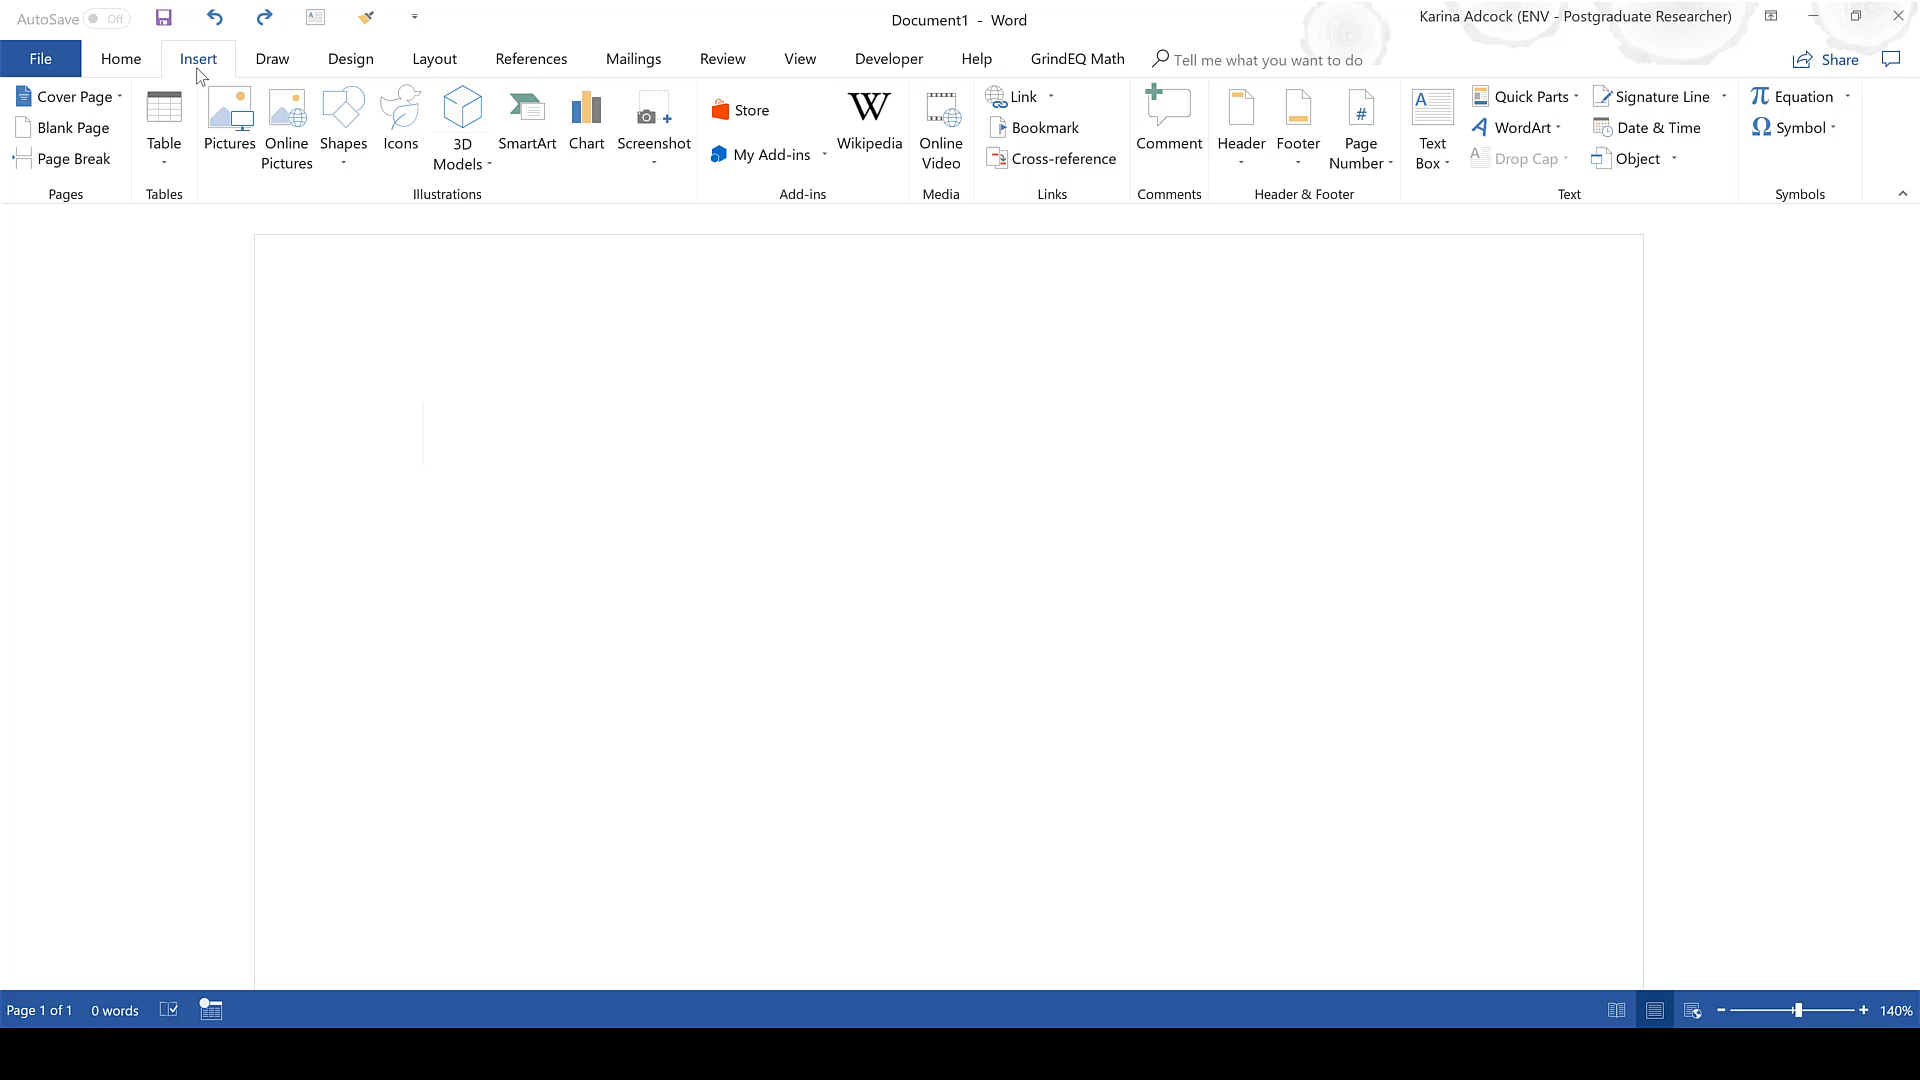 AutoSave Off
Document1 - Word
Karina Adcock (ENV - Postgraduate Researcher)
File Home Insert Draw Design Layout References Mailings Review View Developer Help GrindEQ Math Tell me what you want to do Share
Cover Page
Blank Page
Page Break
Pages
Table
Tables
Pictures
Online
Pictures
Shapes
Icons
3D
Models
SmartArt
Chart
Screenshot
Illustrations
Store
My Add-ins
W
Wikipedia
Add-ins
Online
Video
Media
Link
Bookmark
Cross-reference
Links
Comment
Comments
Header
Footer
#
Page
Number
Header & Footer
A
Text
Box
Quick Parts
WordArt
Drop Cap
Signature Line
Date & Time
Object
Text
π Equation
Ω Symbol
Symbols
Page 1 of 1 0 words
140%